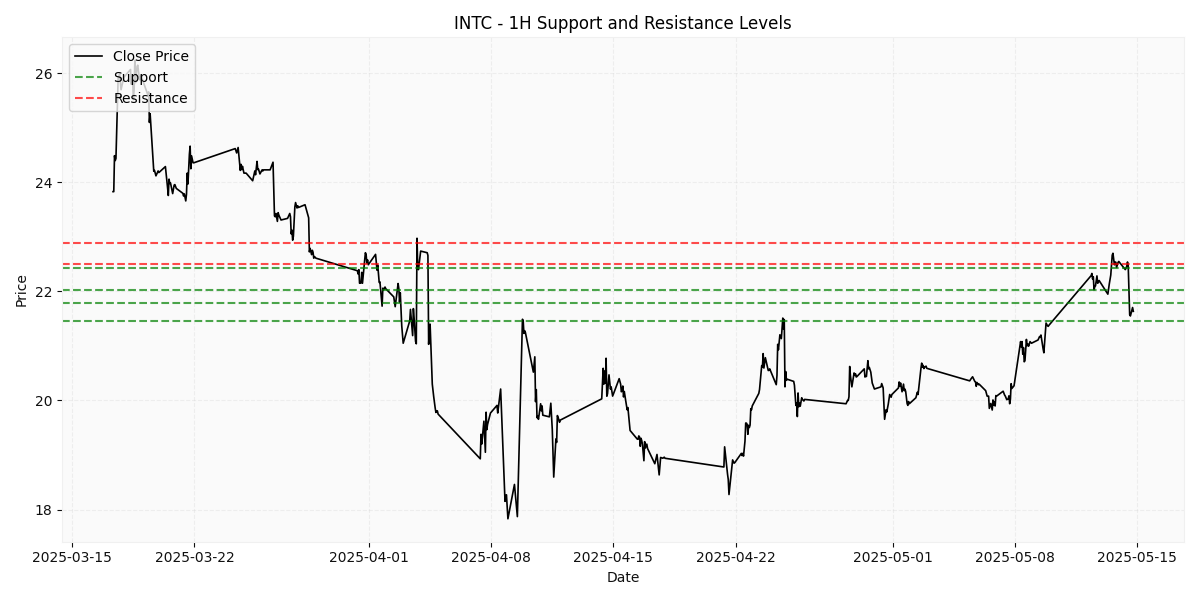 INTC - 1H Support and Resistance Levels
Close Price
Support
Resistance
Price
26
24
22
20
18
2025-03-15
2025-03-22
2025-04-01
2025-04-08
2025-04-15
2025-04-22
2025-05-01
2025-05-08
2025-05-15
Date